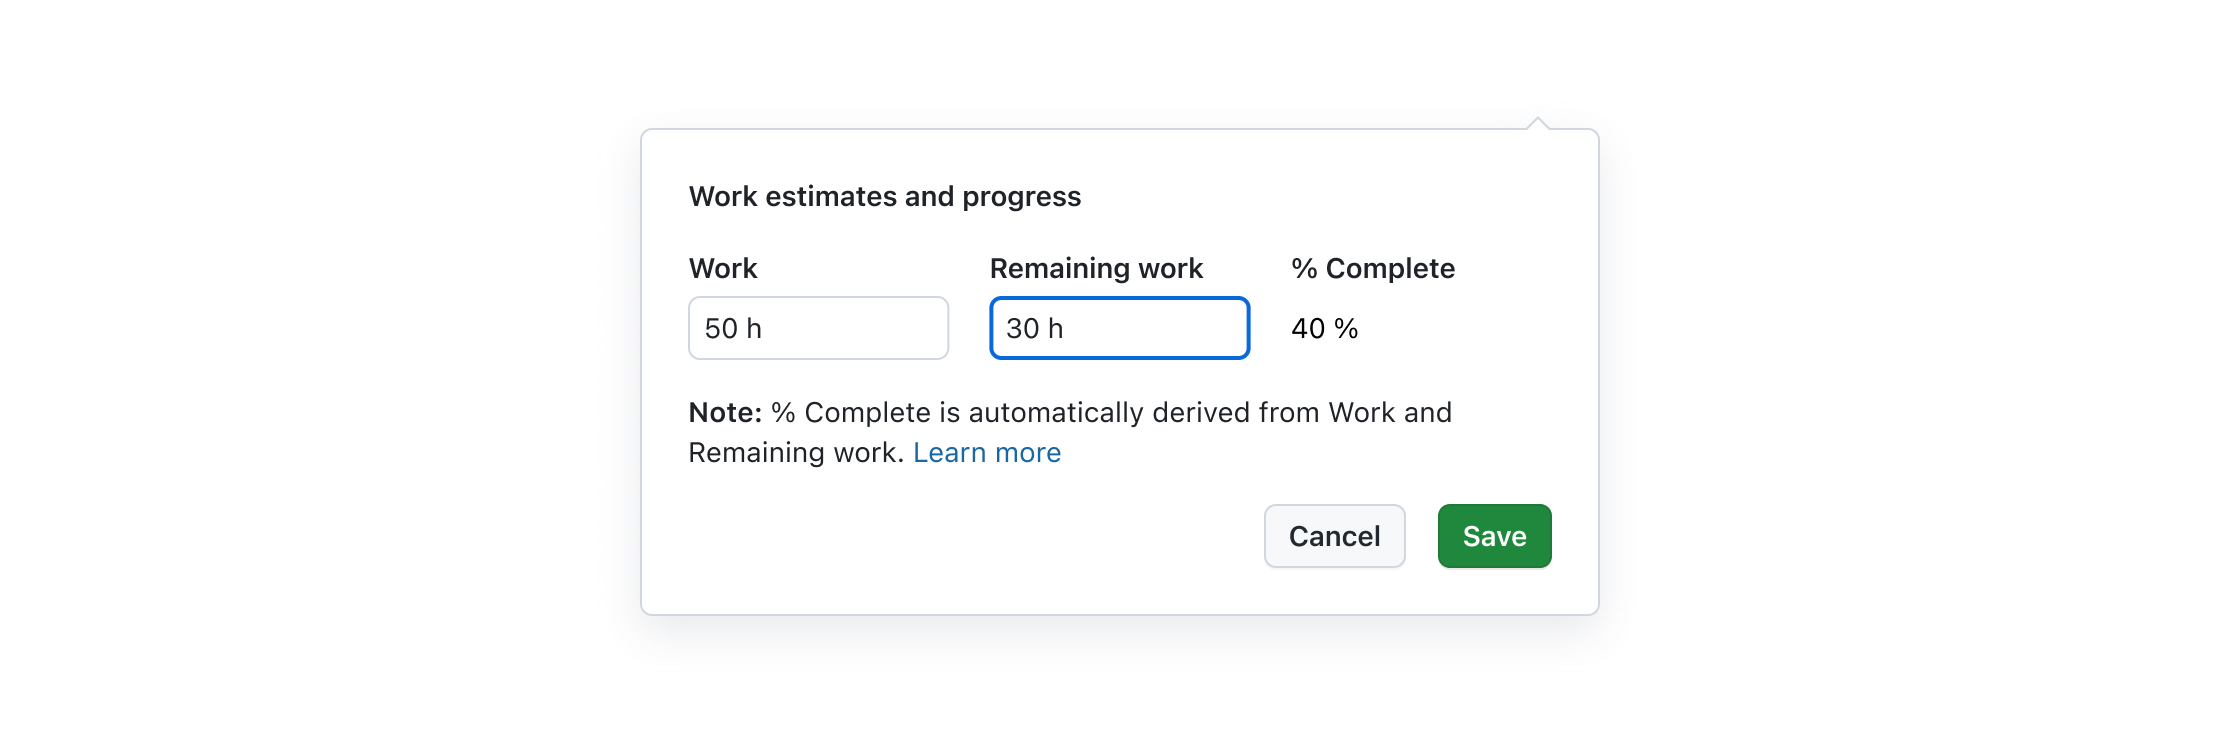 Work estimates and progress
Work
Remaining work
% Complete
50 h
30 h
40 %
Note: % Complete is automatically derived from Work and
Remaining work. Learn more
Cancel
Save